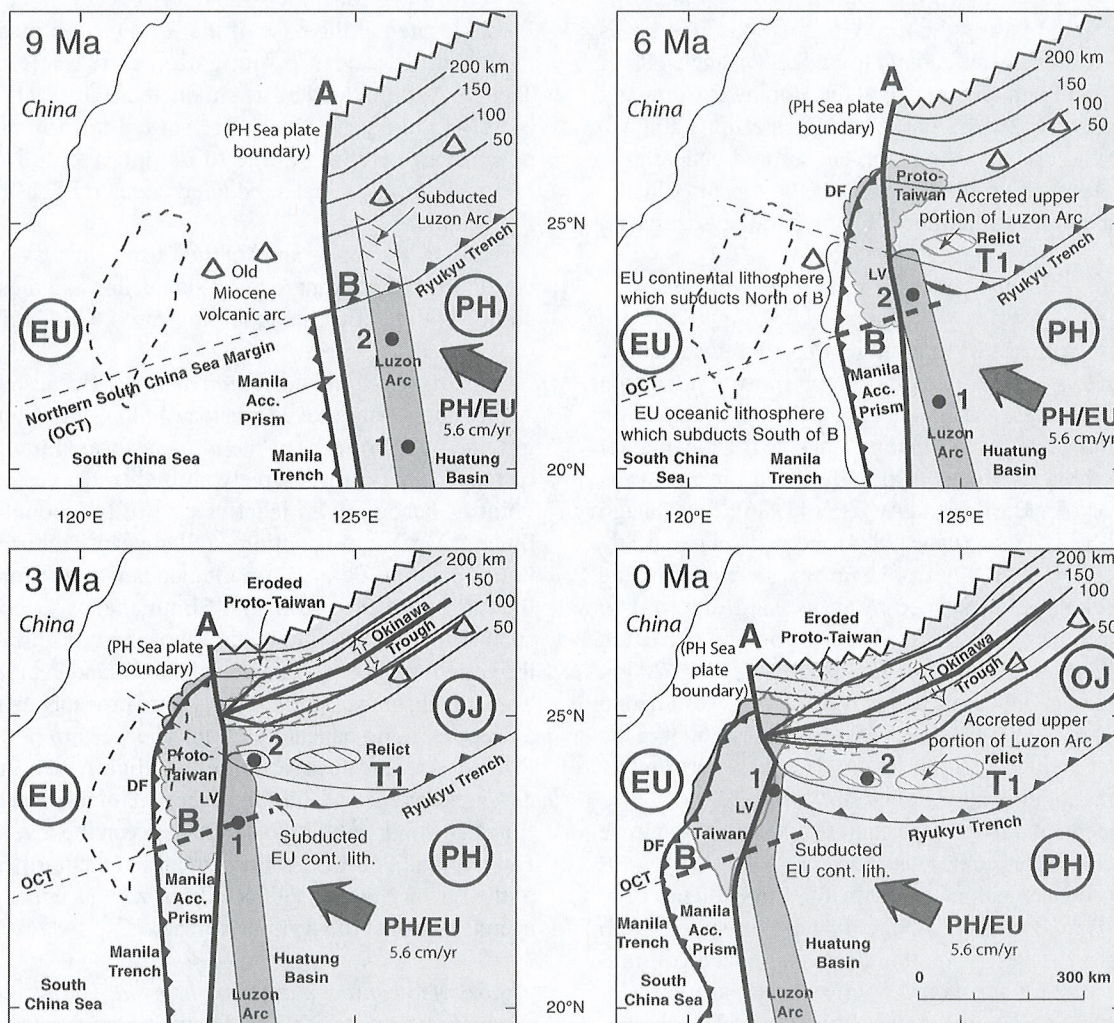 9 Ma
China
A
(PH Sea plate
boundary)
200 km
150
100
50
Subducted
Luzon Arc
Ryukyu Trench
25°N
B
Old
Miocene
volcanic arc
EU
PH
2
Luzon
Arc
Northern South China Sea Margin
(OCT)
Manila
Acc.
Prism
PH/EU
5.6 cm/yr
1
South China Sea
Manila
Trench
Huatung
Basin
20°N
120°E
125°E
6 Ma
China
A
(PH Sea plate
boundary)
200 km
150
100
50
DF
Proto-
Taiwan
Accreted upper
portion of Luzon Arc
Relict
T1
Ryukyu Trench
25°N
LV
EU continental lithosphere
which subducts North of B
2
EU
PH
B
OCT
Manila
Acc.
Prism
1
EU oceanic lithosphere
which subducts South of B
PH/EU
5.6 cm/yr
Luzon
Arc
South China
Sea
Manila
Trench
Huatung
Basin
20°N
120°E
125°E
3 Ma
China
Eroded
Proto-Taiwan
A
(PH Sea plate
boundary)
200 km
150
100
50
Okinawa
Trough
OJ
25°N
Proto-
Taiwan
2
Relict
T1
EU
DF
LV
Ryukyu Trench
B
1
Subducted
EU cont. lith.
PH
OCT
Manila
Acc.
Prism
PH/EU
5.6 cm/yr
Manila
Trench
Huatung
Basin
South
China Sea
Luzon
Arc
20°N
0 Ma
China
Eroded
Proto-Taiwan
A
(PH Sea
plate
boundary)
200 km
150
100
50
Okinawa
Trough
OJ
25°N
Accreted upper
portion of Luzon Arc
relict
T1
2
EU
1
LV
Ryukyu Trench
Taiwan
DF
B
Subducted
EU cont. lith.
PH
OCT
Manila
Acc.
Prism
PH/EU
5.6 cm/yr
Manila
Trench
Huatung
Basin
South
China Sea
Luzon
Arc
0
300 km
20°N